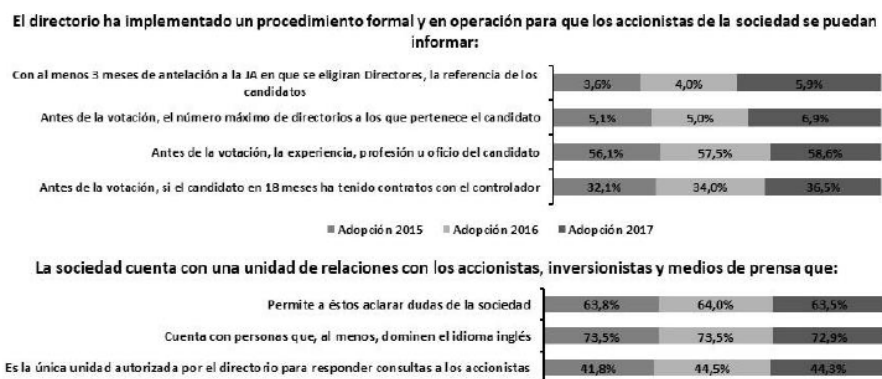 El directorio ha implementado un procedimiento formal y en operación para que los accionistas de la sociedad se puedan
informar:
Con al menos 3 meses de antelación a la JA en que se eligiran Directores, la referencia de los
candidatos
3,6% 4,0% 5,9%
Antes de la votación, el número máximo de directorios a los que pertenece el candidato
5,1% 5,0% 6,9%
Antes de la votación, la experiencia, profesión u oficio del candidato
56,1% 57,5% 58,6%
Antes de la votación, si el candidato en 18 meses ha tenido contratos con el controlador
32,1% 34,0% 36,5%
Adopción 2015 Adopción 2016 Adopción 2017
La sociedad cuenta con una unidad de relaciones con los accionistas, inversionistas y medios de prensa que:
Permite a éstos aclarar dudas de la sociedad
63,8% 64,0% 63,5%
Cuenta con personas que, al menos, dominen el idioma inglés
73,5% 73,5% 72,9%
Es la única unidad autorizada por el directorio para responder consultas a los accionistas
41,8% 44,5% 44,3%